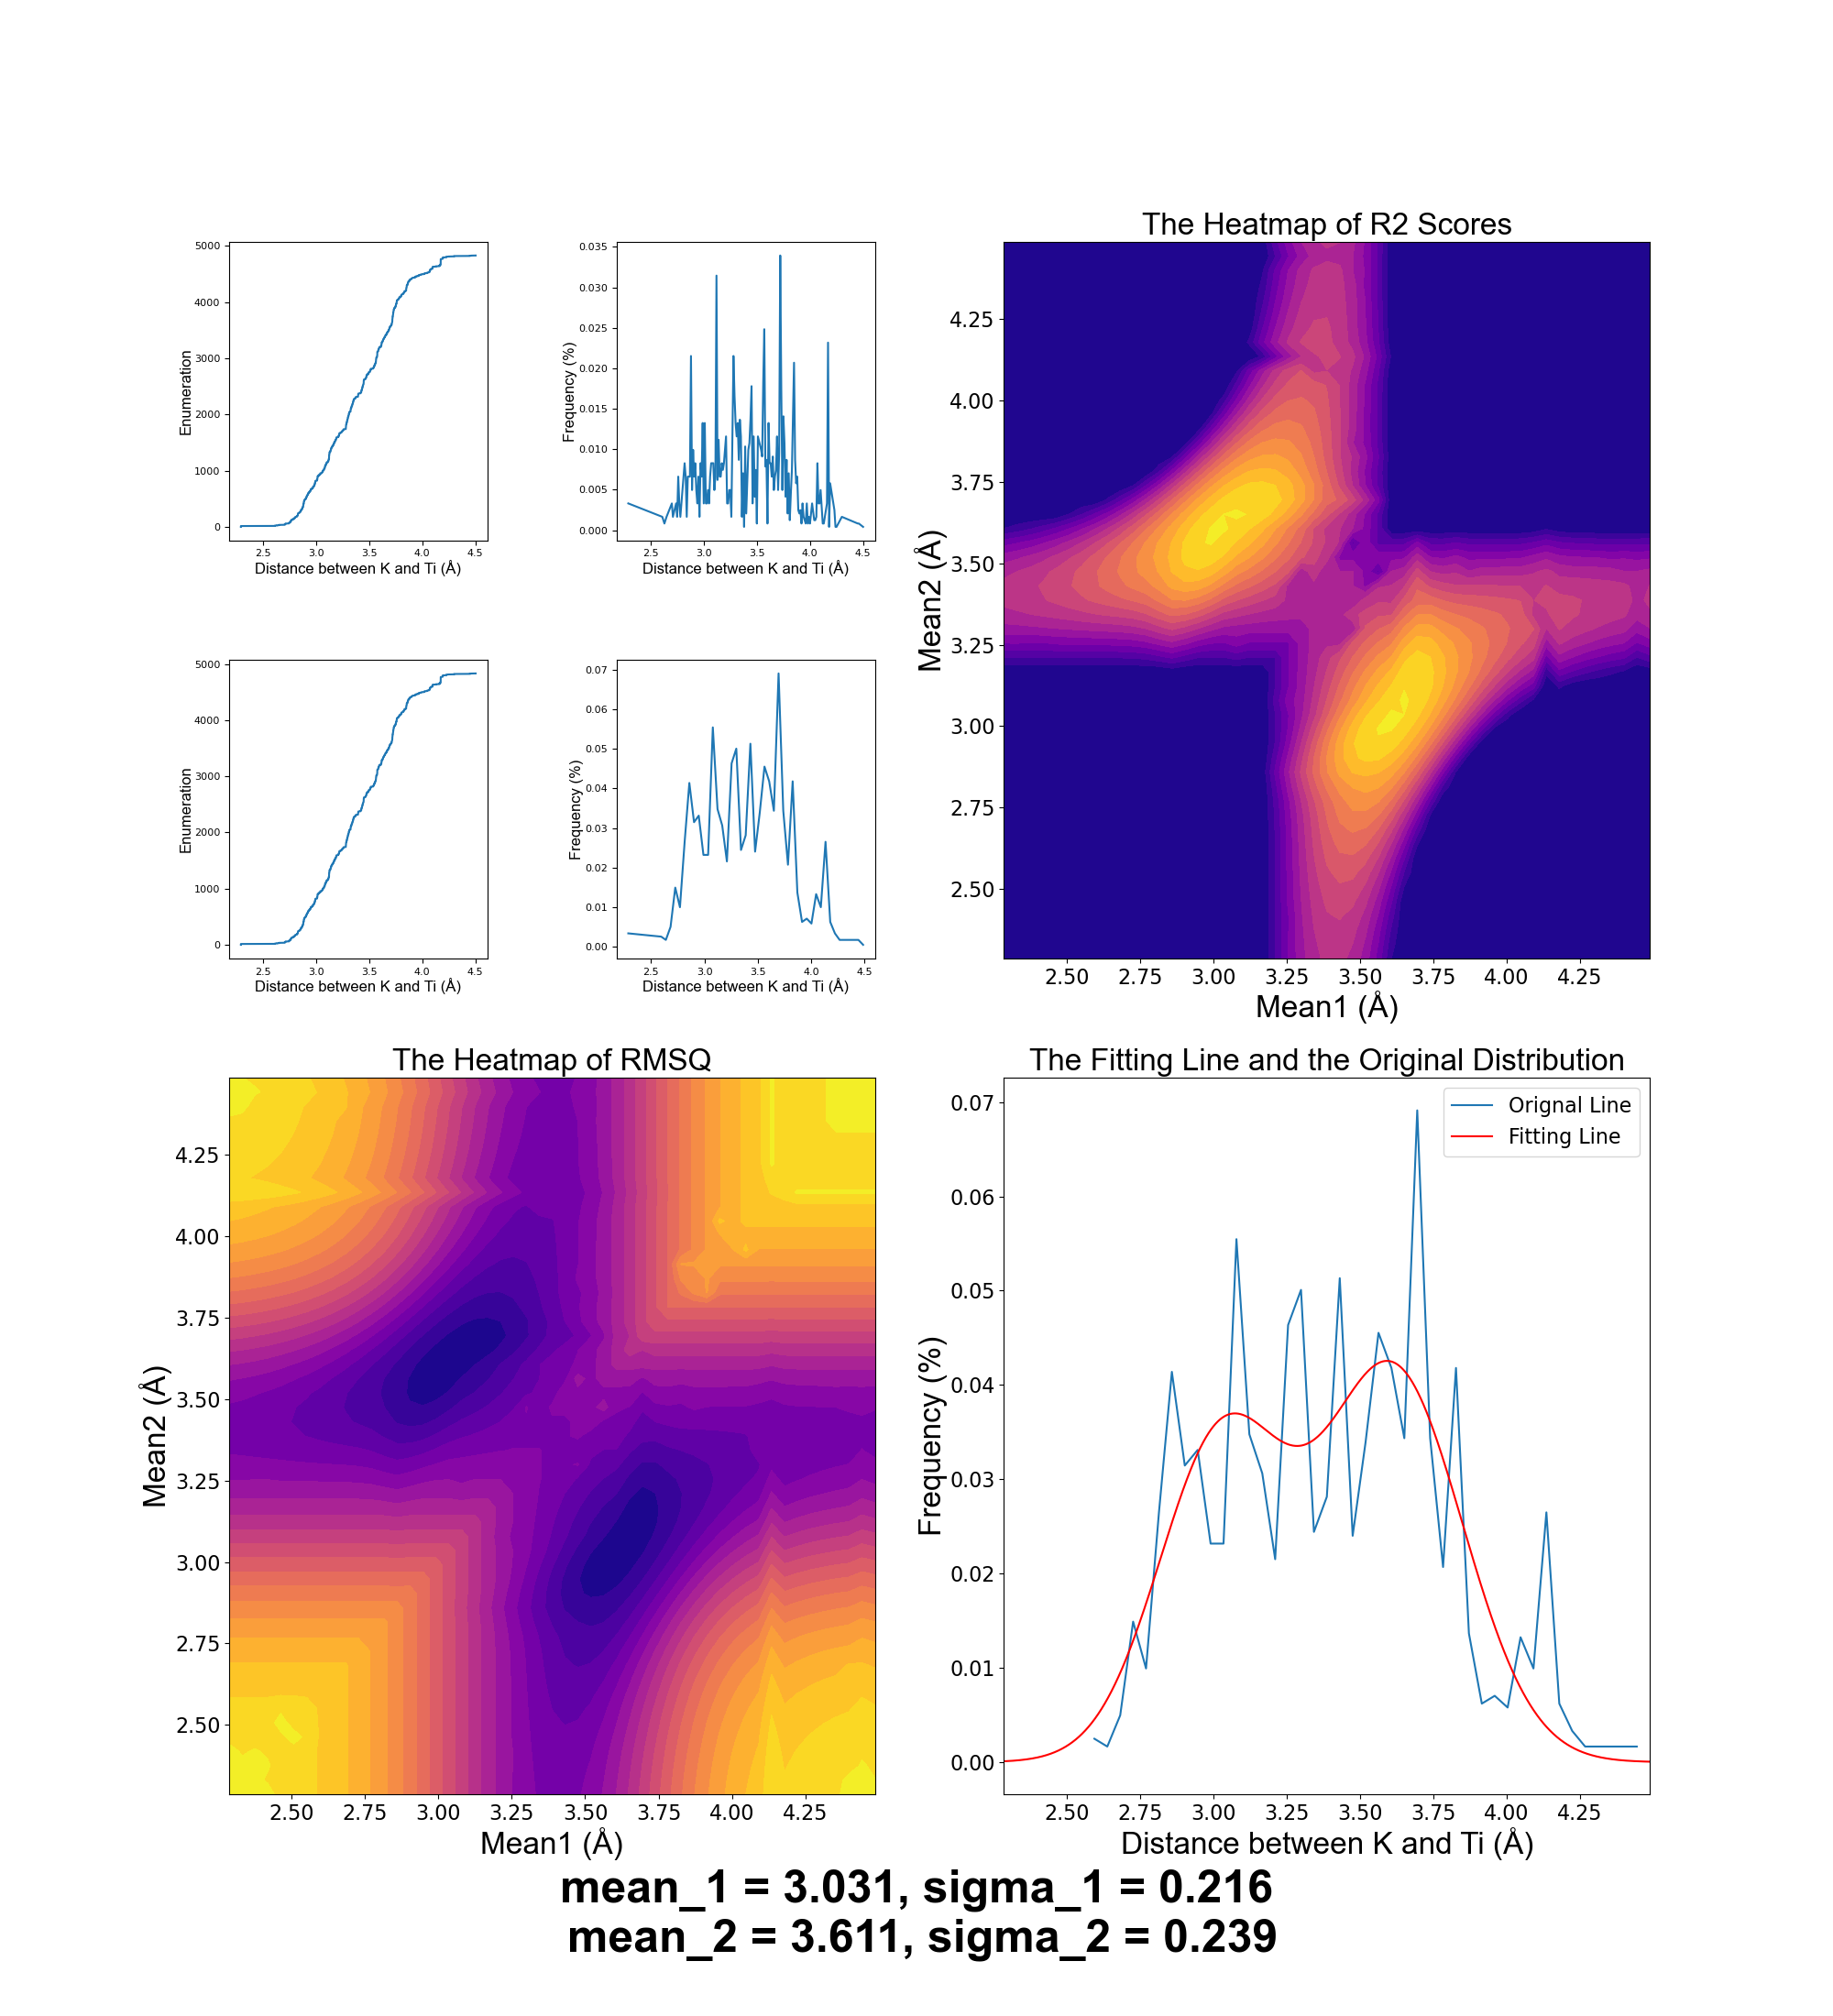 5000
4000
3000
2000
1000
0
Enumeration
2.5 3.0 3.5 4.0 4.5
Distance between K and Ti (Å)
0.035
0.030
0.025
0.020
0.015
0.010
0.005
0.000
Frequency (%)
2.5 3.0 3.5 4.0 4.5
Distance between K and Ti (Å)
5000
4000
3000
2000
1000
0
Enumeration
2.5 3.0 3.5 4.0 4.5
Distance between K and Ti (Å)
0.07
0.06
0.05
0.04
0.03
0.02
0.01
0.00
Frequency (%)
2.5 3.0 3.5 4.0 4.5
Distance between K and Ti (Å)
The Heatmap of R2 Scores
4.25
4.00
3.75
3.50
3.25
3.00
2.75
2.50
Mean2 (Å)
2.50 2.75 3.00 3.25 3.50 3.75 4.00 4.25
Mean1 (Å)
The Heatmap of RMSQ
4.25
4.00
3.75
3.50
3.25
3.00
2.75
2.50
Mean2 (Å)
2.50 2.75 3.00 3.25 3.50 3.75 4.00 4.25
Mean1 (Å)
The Fitting Line and the Original Distribution
Orignal Line
Fitting Line
0.07
0.06
0.05
0.04
0.03
0.02
0.01
0.00
Frequency (%)
2.50 2.75 3.00 3.25 3.50 3.75 4.00 4.25
Distance between K and Ti (Å)
mean_1 = 3.031, sigma_1 = 0.216
mean_2 = 3.611, sigma_2 = 0.239